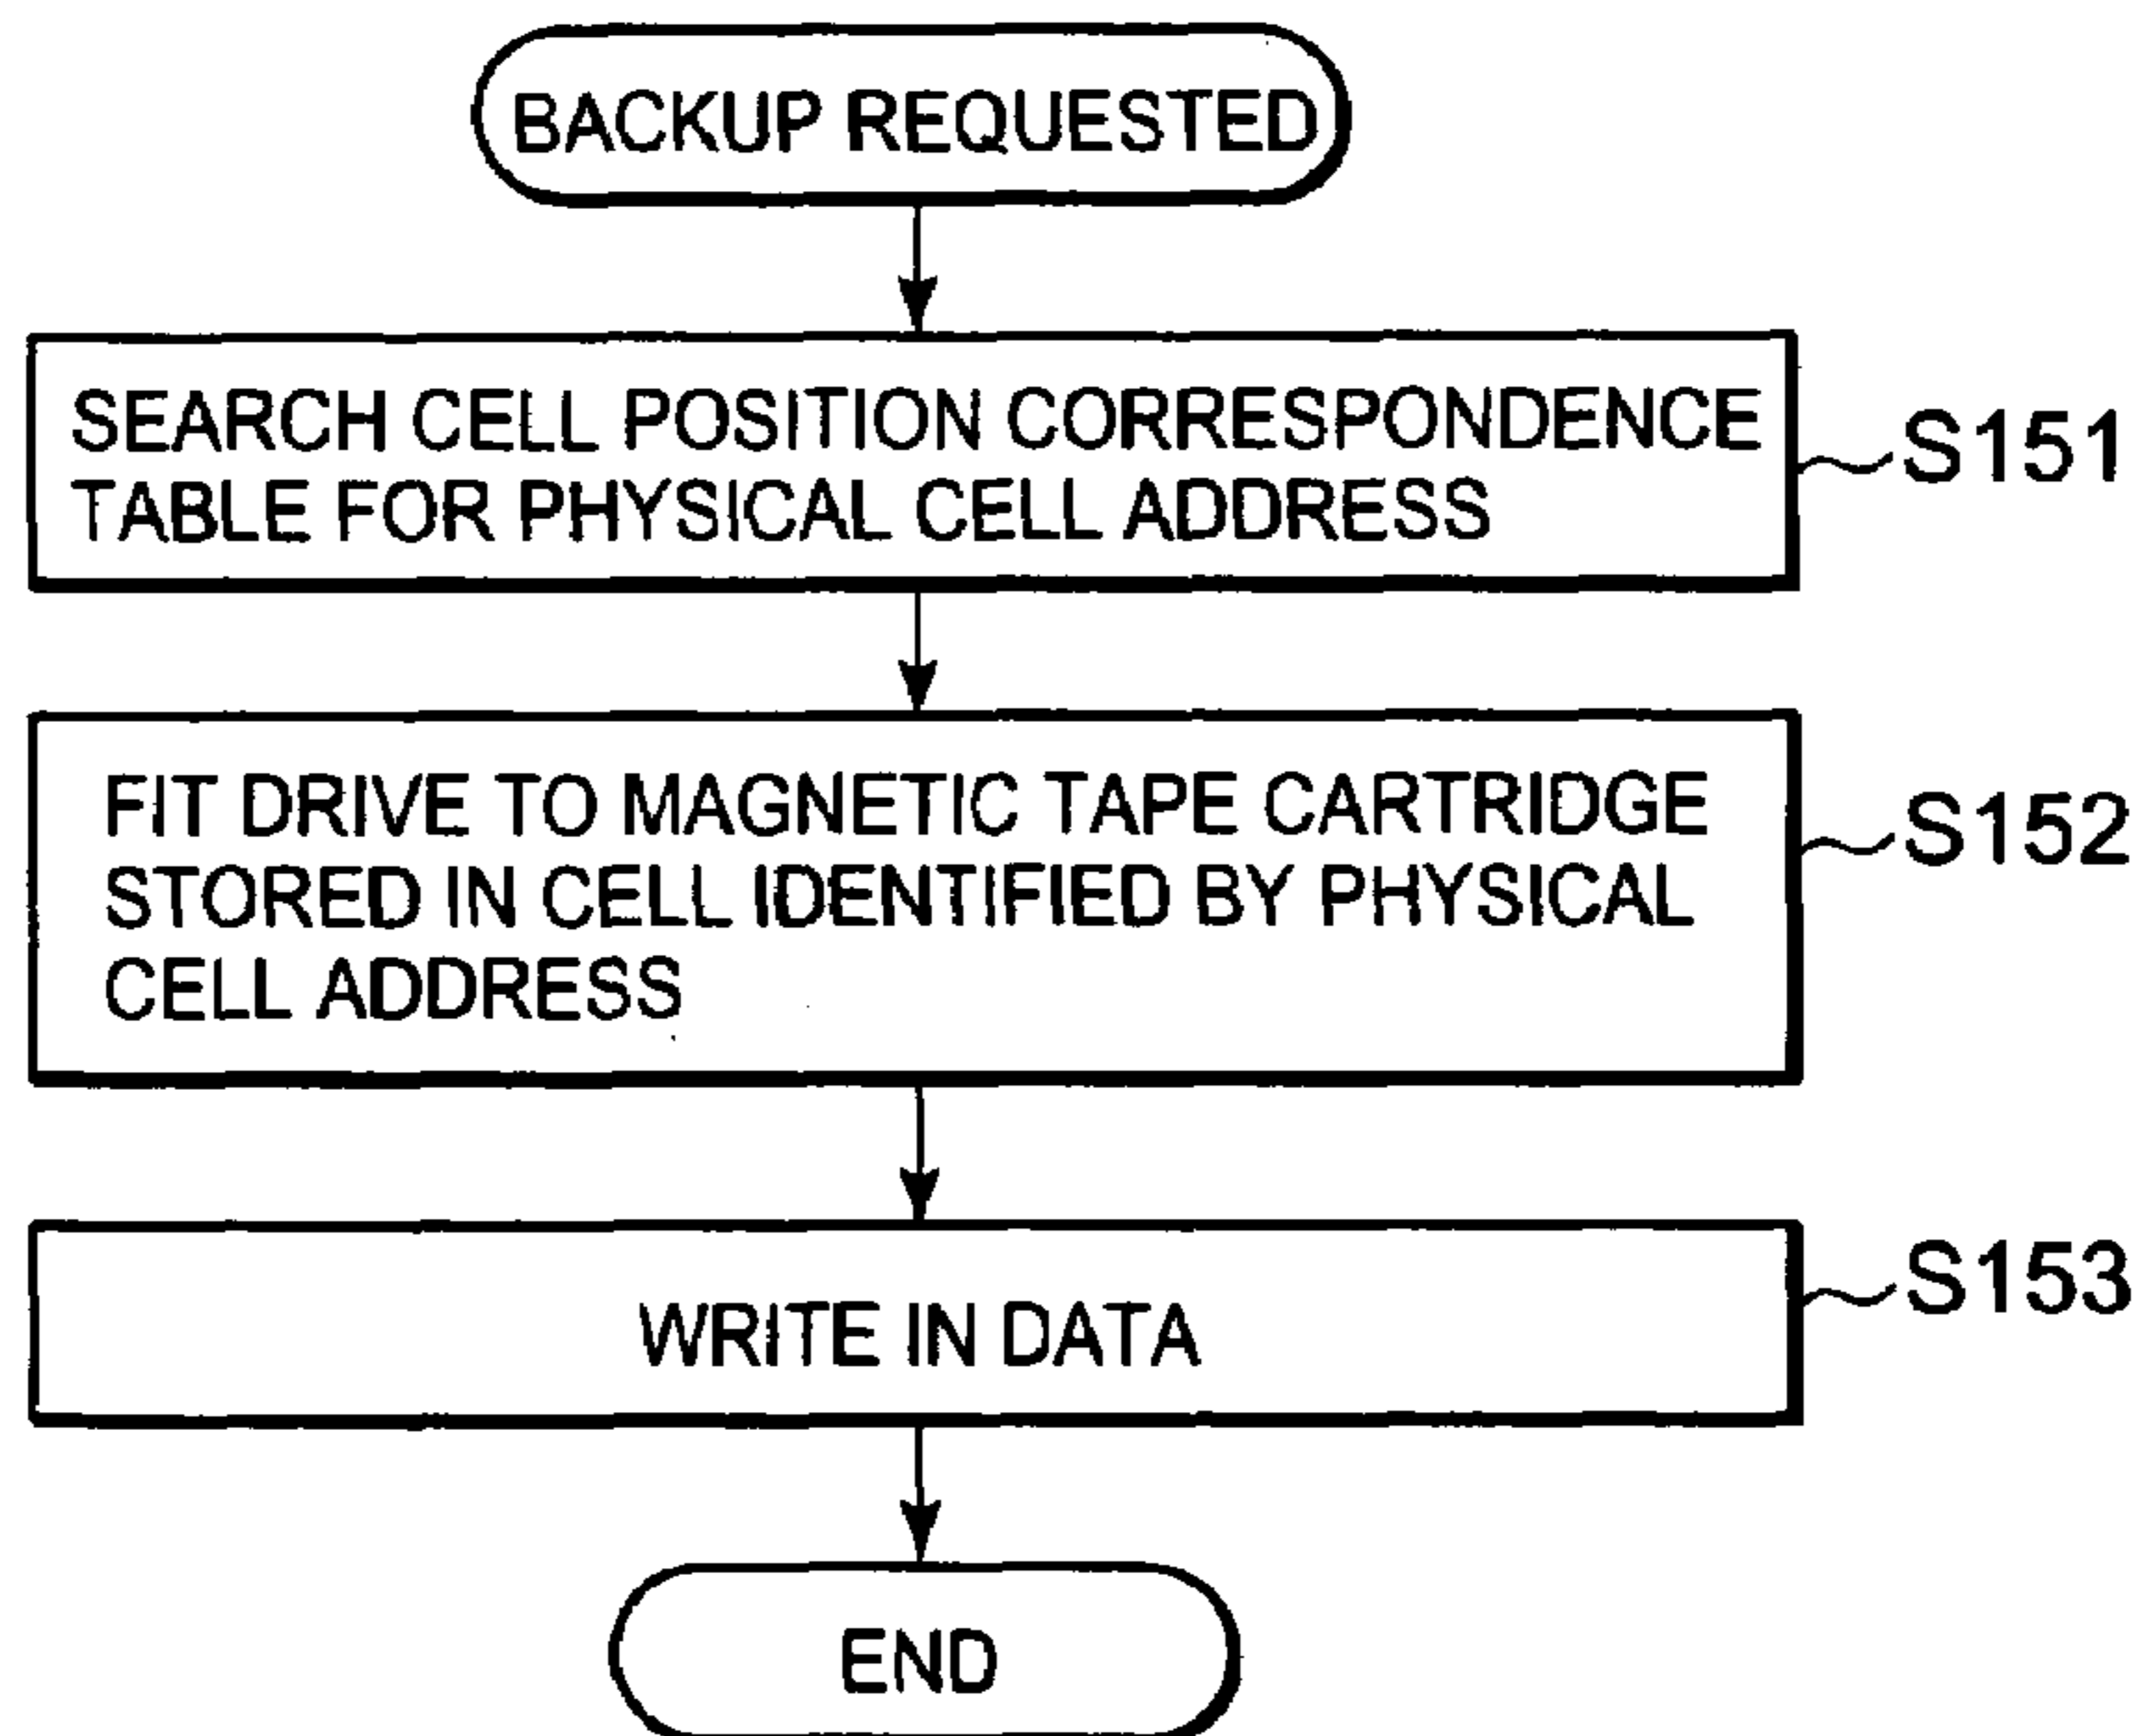 BACKUP REQUESTED
SEARCH CELL POSITION CORRESPONDENCE
TABLE FOR PHYSICAL CELL ADDRESS
S151
FIT DRIVE TO MAGNETIC TAPE CARTRIDGE
STORED IN CELL IDENTIFIED BY PHYSICAL
CELL ADDRESS
S152
WRITE IN DATA
S153
END